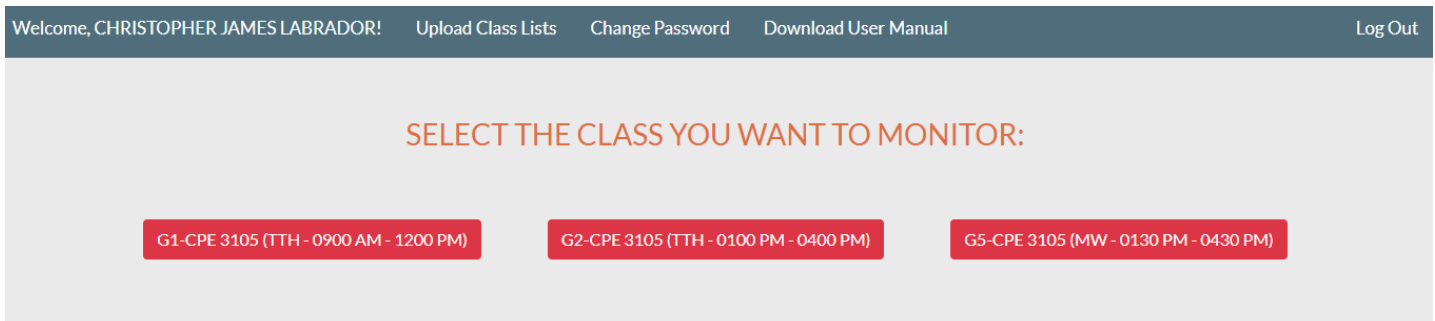 Welcome, CHRISTOPHER JAMES LABRADOR! Upload Class Lists Change Password Download User Manual Log Out
SELECT THE CLASS YOU WANT TO MONITOR:
G1-CPE 3105 (TTH - 0900 AM - 1200 PM) G2-CPE 3105 (TTH - 0100 PM - 0400 PM) G5-CPE 3105 (MW - 0130 PM - 0430 PM)